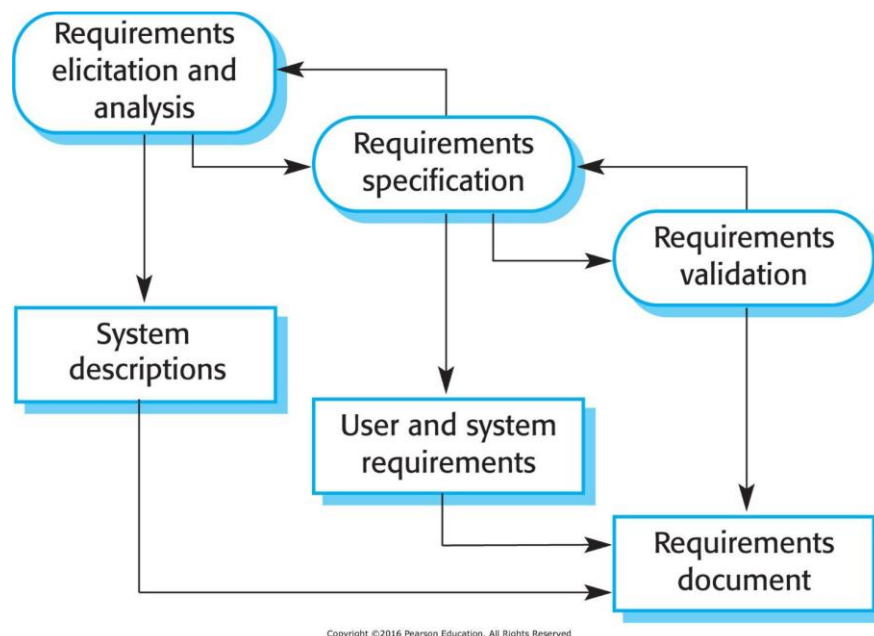 Requirements
elicitation and
analysis
Requirements
specification
Requirements
validation
System
descriptions
User and system
requirements
Requirements
document
Copyright ©2016 Pearson Education, All Rights Reserved